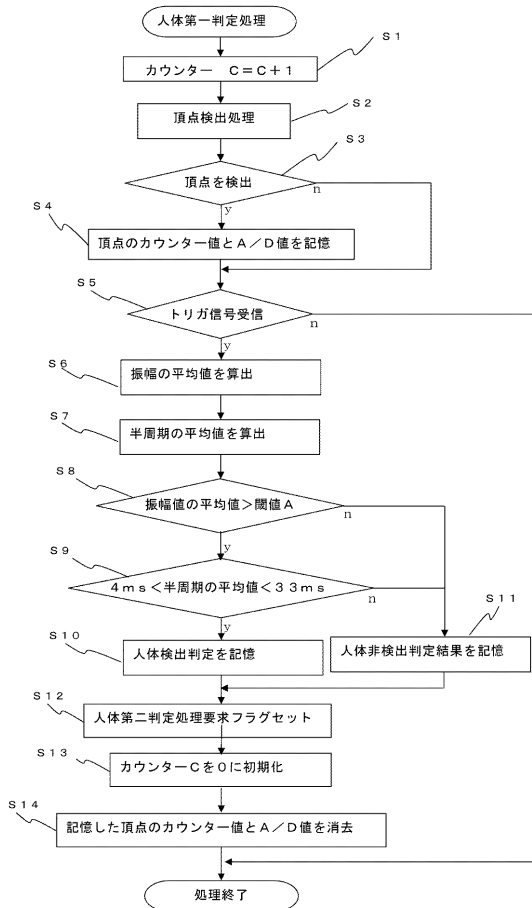 人体第一判定処理
S1
カウンター C=C+1
S2
頂点検出処理
S3
頂点を検出
n
y
S4
頂点のカウンター値とA/D値を記憶
S5
トリガ信号受信
n
y
S6
振幅の平均値を算出
S7
半周期の平均値を算出
S8
振幅値の平均値>閾値A
n
y
S9
4ms<半周期の平均値<33ms
n
y
S10
人体検出判定を記憶
S11
人体非検出判定結果を記憶
S12
人体第二判定処理要求フラグセット
S13
カウンターCを0に初期化
S14
記憶した頂点のカウンター値とA/D値を消去
処理終了